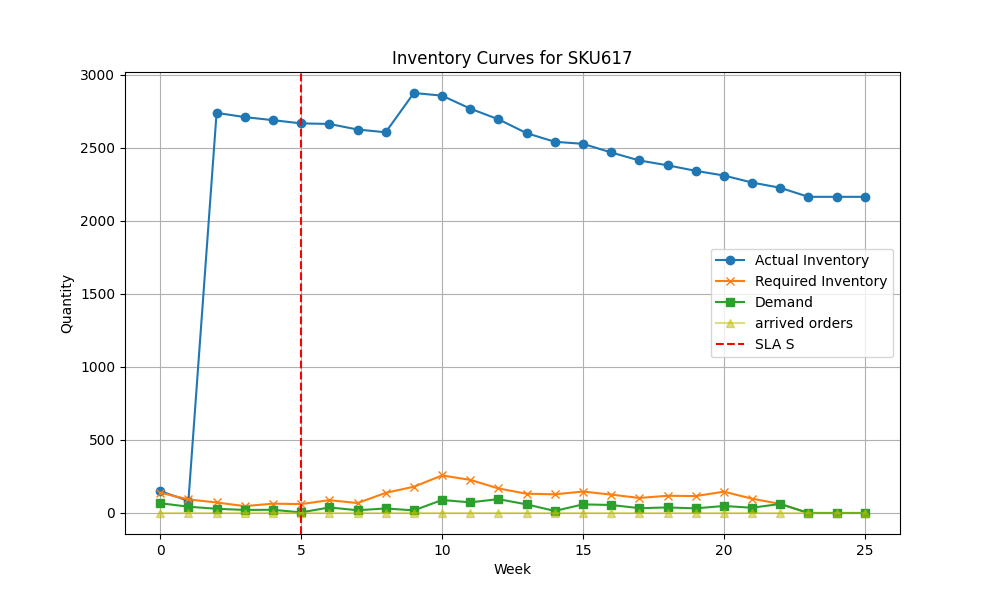 Inventory Curves for SKU617
3000
2500
2000
1500
1000
500
0
Quantity
Actual Inventory
Required Inventory
Demand
arrived orders
SLA S
0 5 10 15 20 25
Week